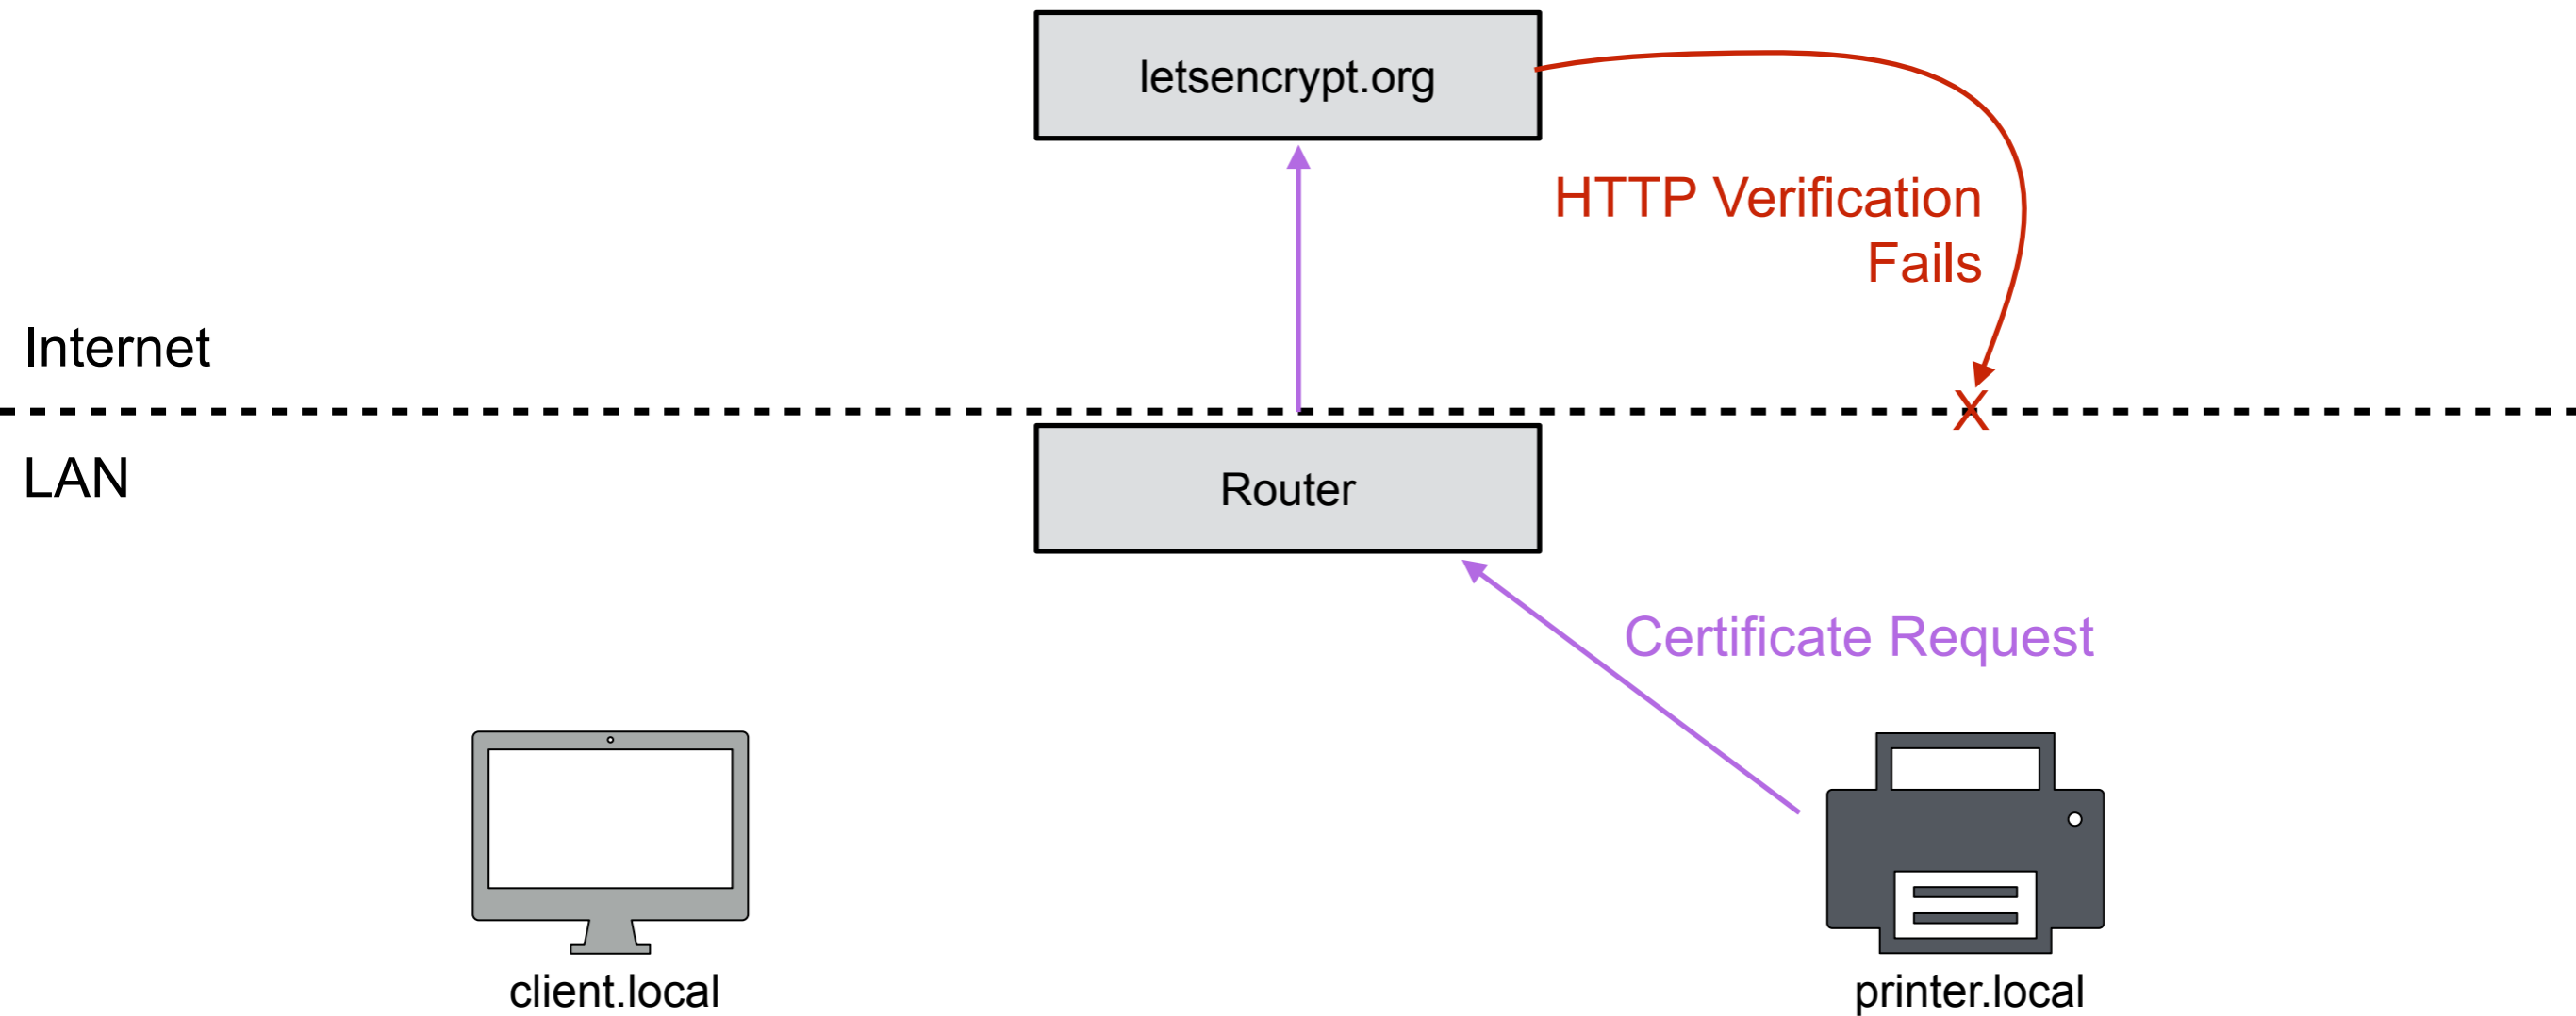 letsencrypt.org
HTTP Verification
Fails
Internet
X
LAN
Router
Certificate Request
client.local
printer.local